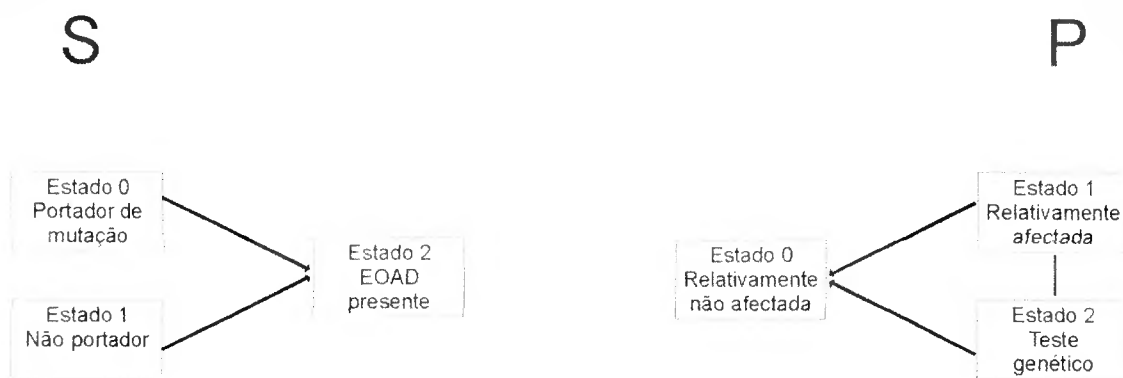 S
P
Estado 0
Portador de
mutação
Estado 1
Não portador
Estado 2
EOAD
presente
Estado 0
Relativamente
não afectada
Estado 1
Relativamente
afectada
Estado 2
Teste
genético